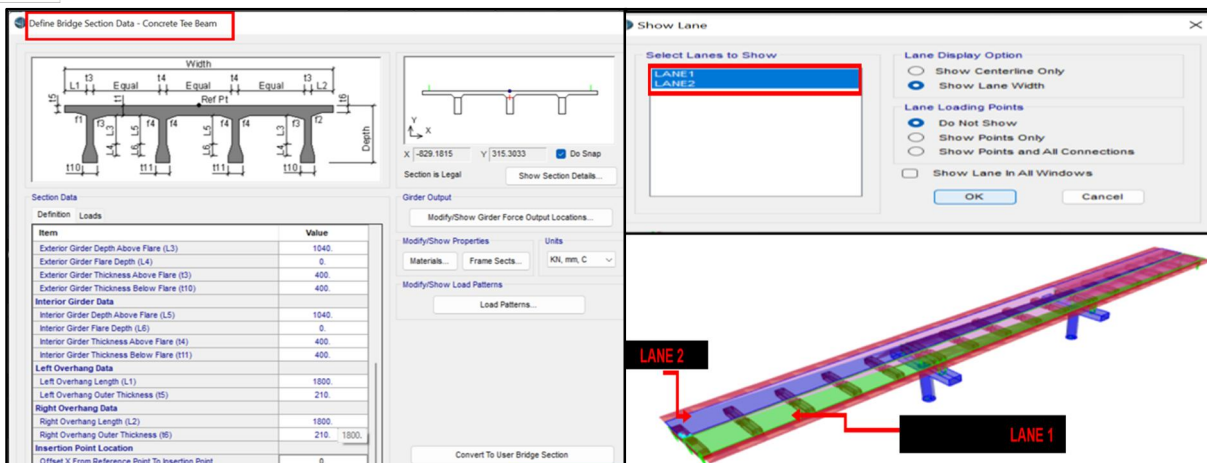 Define Bridge Section Data - Concrete Tee Beam
Width
L1 t3 Equal t4 Equal t4 Equal t3 L2
t5 t1 Ref Pt t6
f1 f3 f4 f4 f4 f4 f3 f2
L3 L5 L5 L3
L4 L6 L6 L4
Depth
t10 t11 t11 t10
Section Data
Definition Loads
Item Value
Exterior Girder Depth Above Flare (L3) 1040.
Exterior Girder Flare Depth (L4) 0.
Exterior Girder Thickness Above Flare (t3) 400.
Exterior Girder Thickness Below Flare (t10) 400.
Interior Girder Data
Interior Girder Depth Above Flare (L5) 1040.
Interior Girder Flare Depth (L6) 0.
Interior Girder Thickness Above Flare (t4) 400.
Interior Girder Thickness Below Flare (t11) 400.
Left Overhang Data
Left Overhang Length (L1) 1800.
Left Overhang Outer Thickness (t5) 210.
Right Overhang Data
Right Overhang Length (L2) 1800.
Right Overhang Outer Thickness (t6) 210. 1800.
Insertion Point Location
Offset X From Reference Point To Insertion Point 0.
Y
X
X -829.1815 Y 315.3033 Do Snap
Section is Legal Show Section Details...
Girder Output
Modify/Show Girder Force Output Locations...
Modify/Show Properties Units
Materials... Frame Sects... KN, mm, C
Modify/Show Load Patterns
Load Patterns...
Convert To User Bridge Section
Show Lane
Select Lanes to Show
LANE1
LANE2
Lane Display Option
Show Centerline Only
Show Lane Width
Lane Loading Points
Do Not Show
Show Points Only
Show Points and All Connections
Show Lane In All Windows
OK Cancel
LANE 2
LANE 1